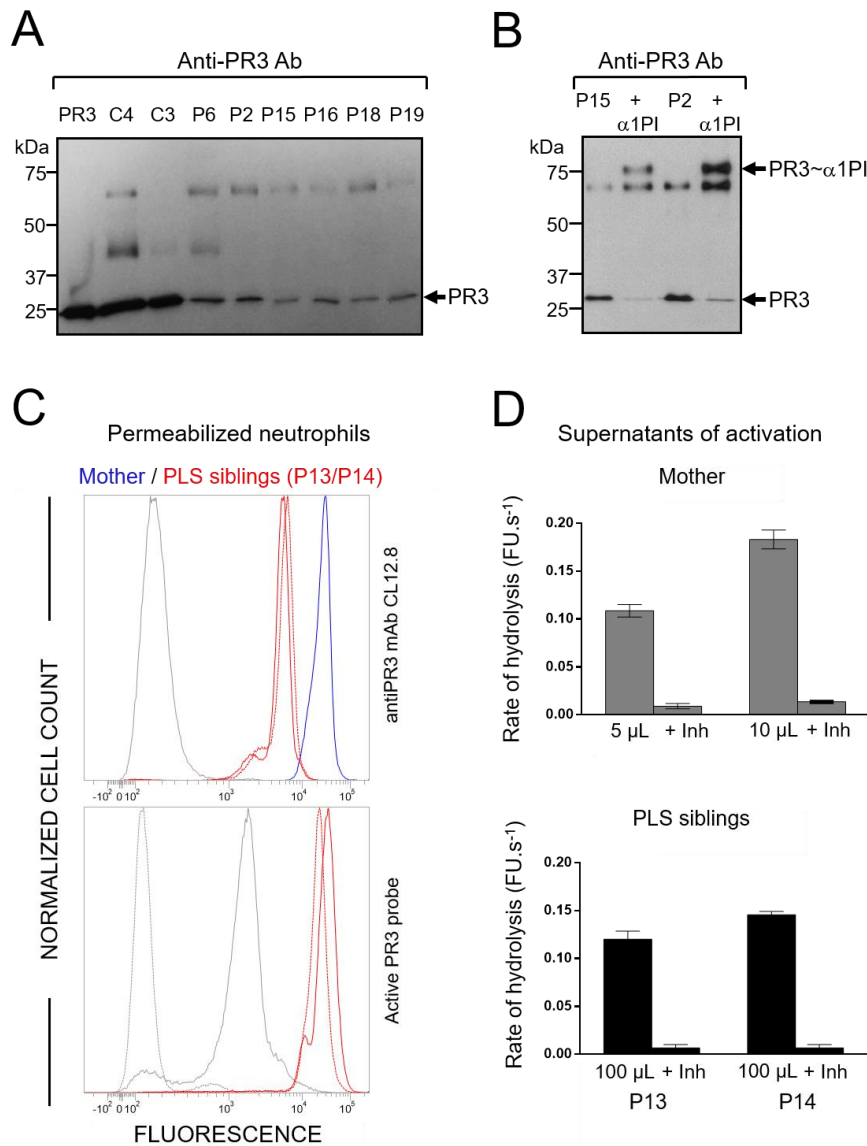 A
Anti-PR3 Ab
PR3 C4 C3 P6 P2 P15 P16 P18 P19
kDa
75
50
37
25
PR3
B
Anti-PR3 Ab
P15 + α1PI P2 + α1PI
kDa
75
50
37
25
PR3~α1PI
PR3
C
Permeabilized neutrophils
Mother / PLS siblings (P13/P14)
NORMALIZED CELL COUNT
antiPR3 mAb CL12.8
-10² 0 10² 10³ 10⁴ 10⁵
Active PR3 probe
-10² 0 10² 10³ 10⁴ 10⁵
FLUORESCENCE
D
Supernatants of activation
Mother
Rate of hydrolysis (FU.s⁻¹)
0.20
0.15
0.10
0.05
0.00
5 µL + Inh 10 µL + Inh
PLS siblings
Rate of hydrolysis (FU.s⁻¹)
0.20
0.15
0.10
0.05
0.00
100 µL + Inh 100 µL + Inh
P13 P14